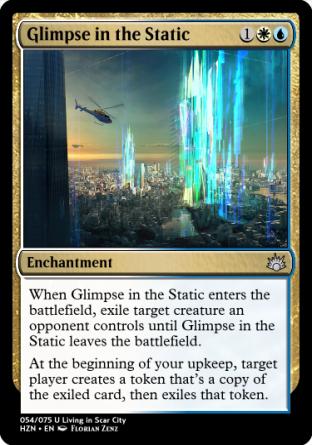 Glimpse in the Static 1
Enchantment
When Glimpse in the Static enters the
battlefield, exile target creature an
opponent controls until Glimpse in the
Static leaves the battlefield.
At the beginning of your upkeep, target
player creates a token that's a copy of
the exiled card, then exiles that token.
054/075 U Living in Scar City
HZN • EN Florian Zenz